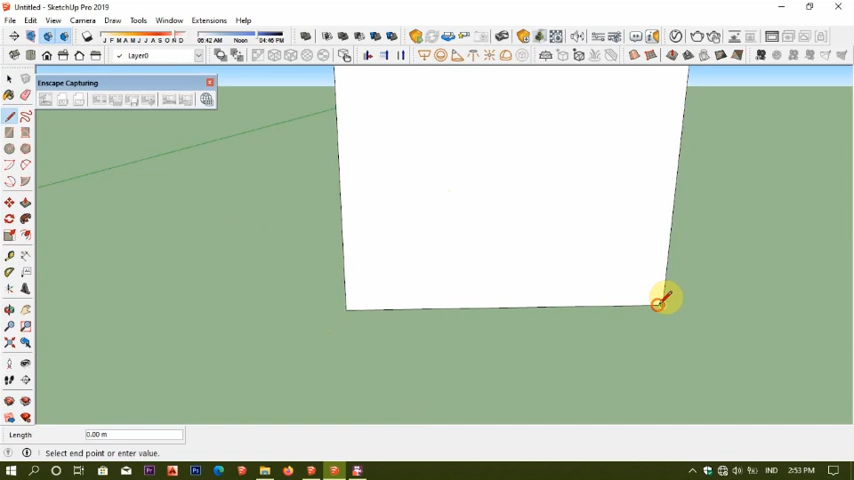 Untitled - SketchUp Pro 2019
File Edit View Camera Draw Tools Window Extensions Help
J F M A M J J A S O N D 06:42 AM Noon 04:46 PM
Layer0
Enscape Capturing
Length 0.00 m
Select end point or enter value.
IND 2:53 PM